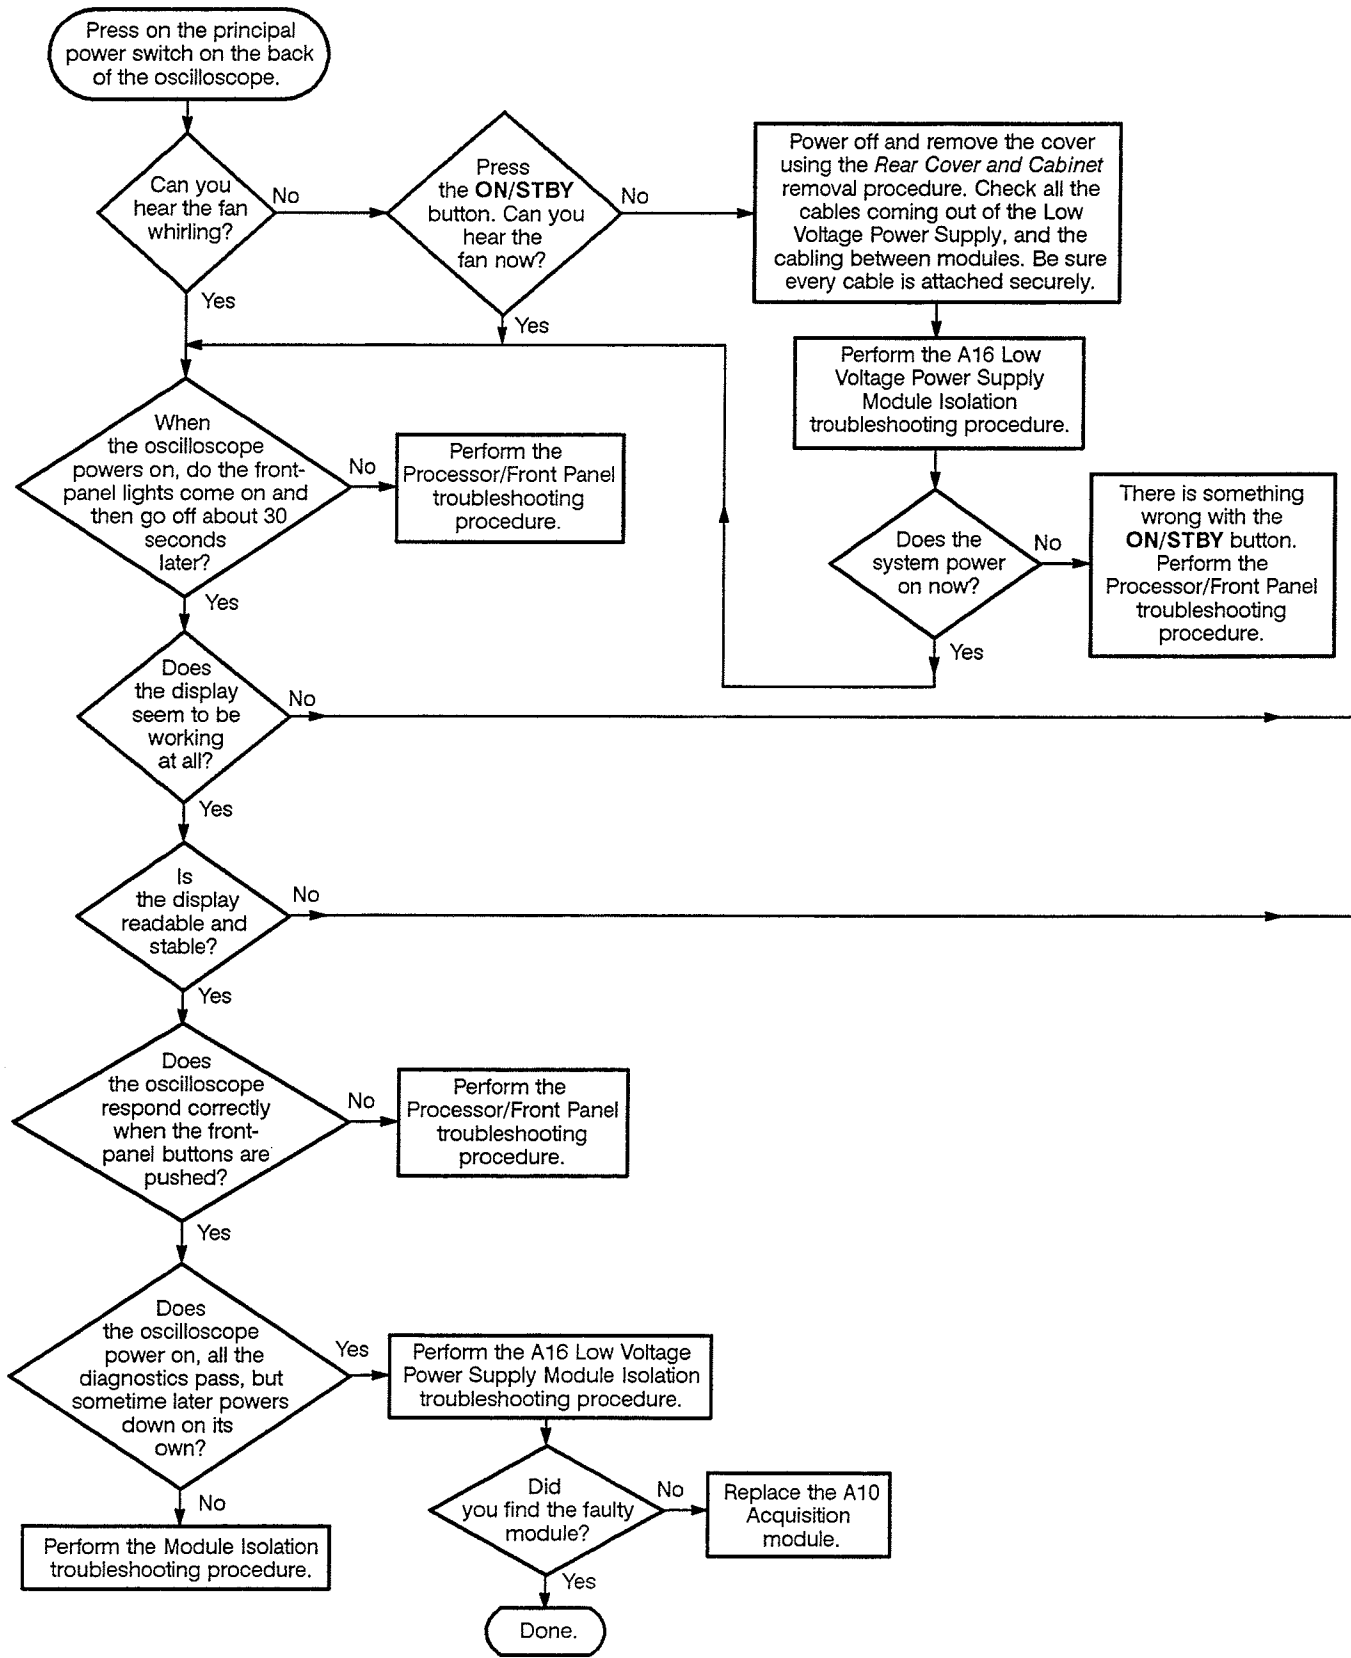 Press on the principal
power switch on the back
of the oscilloscope.
Can you
hear the fan
whirling?
No
Yes
Press
the ON/STBY
button. Can you
hear the
fan now?
No
Yes
Power off and remove the cover
using the Rear Cover and Cabinet
removal procedure. Check all the
cables coming out of the Low
Voltage Power Supply, and the
cabling between modules. Be sure
every cable is attached securely.
Perform the A16 Low
Voltage Power Supply
Module Isolation
troubleshooting procedure.
Does the
system power
on now?
No
Yes
There is something
wrong with the
ON/STBY button.
Perform the
Processor/Front Panel
troubleshooting
procedure.
When
the oscilloscope
powers on, do the front-
panel lights come on and
then go off about 30
seconds
later?
No
Yes
Perform the
Processor/Front Panel
troubleshooting
procedure.
Does
the display
seem to be
working
at all?
No
Yes
Is
the display
readable and
stable?
No
Yes
Does
the oscilloscope
respond correctly
when the front-
panel buttons are
pushed?
No
Yes
Perform the
Processor/Front Panel
troubleshooting
procedure.
Does
the oscilloscope
power on, all the
diagnostics pass, but
sometime later powers
down on its
own?
Yes
No
Perform the A16 Low Voltage
Power Supply Module Isolation
troubleshooting procedure.
Did
you find the faulty
module?
No
Yes
Replace the A10
Acquisition
module.
Perform the Module Isolation
troubleshooting procedure.
Done.